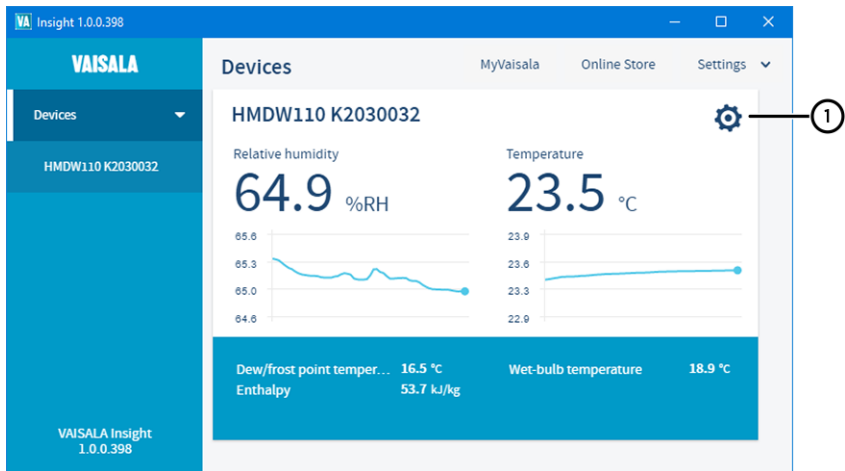 VA Insight 1.0.0.398
VAISALA
Devices
HMDW110 K2030032
VAISALA Insight
1.0.0.398
Devices
MyVaisala Online Store Settings
HMDW110 K2030032
1
Relative humidity
64.9 %RH
65.6
65.3
65.0
64.6
Temperature
23.5 °C
23.9
23.6
23.3
22.9
Dew/frost point temper... 16.5 °C
Enthalpy 53.7 kJ/kg
Wet-bulb temperature 18.9 °C